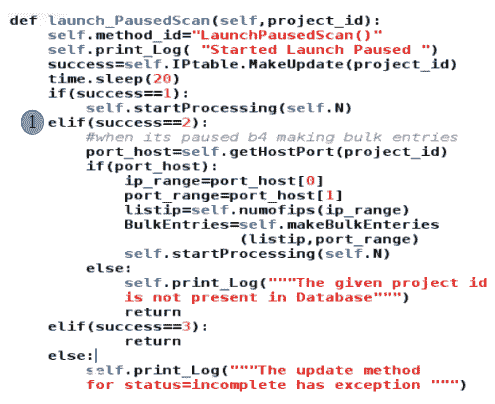 def launch_PausedScan(self,project_id):
    self.method_id="LaunchPausedScan()"
    self.print_Log( "Started Launch Paused ")
    success=self.IPtable.MakeUpdate(project_id)
    time.sleep(20)
    if(success==1):
        self.startProcessing(self.N)
1 elif(success==2):
        #when its paused b4 making bulk entries
        port_host=self.getHostPort(project_id)
        if(port_host):
            ip_range=port_host[0]
            port_range=port_host[1]
            listip=self.numofips(ip_range)
            BulkEntries=self.makeBulkEnteries
                        (listip,port_range)
            self.startProcessing(self.N)
        else:
            self.print_Log("""The given project id
            is not present in Database""")
            return
    elif(success==3):
            return
    else:
        self.print_Log("""The update method
        for status=incomplete has exception """)